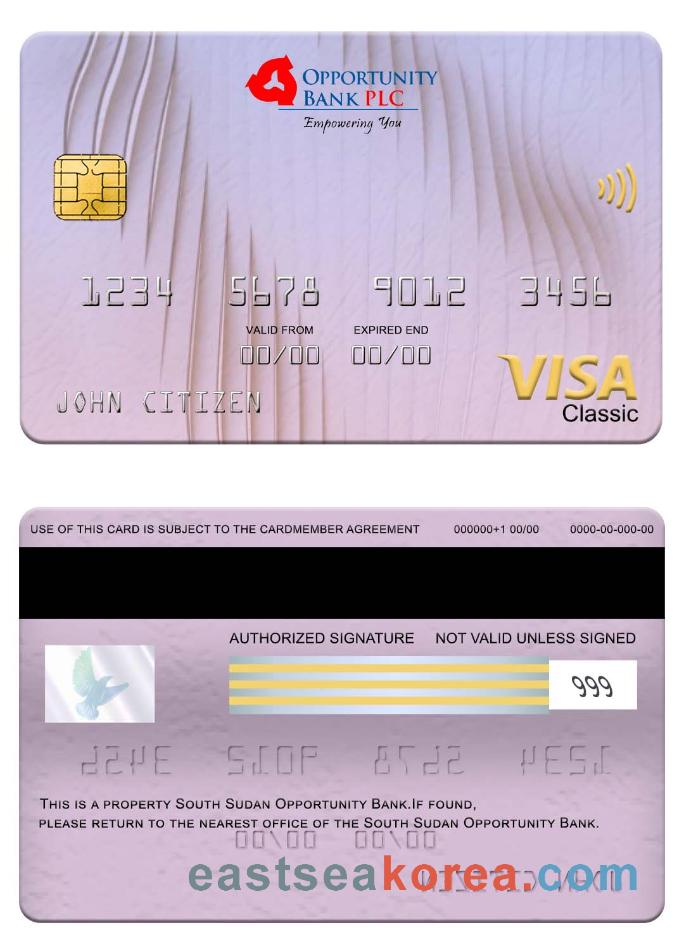 OPPORTUNITY
BANK PLC
Empowering You
1234 5678 9012 3456
VALID FROM EXPIRED END
00/00 00/00
VISA
JOHN CITIZEN
Classic
USE OF THIS CARD IS SUBJECT TO THE CARDMEMBER AGREEMENT 000000+1 00/00 0000-00-000-00
AUTHORIZED SIGNATURE NOT VALID UNLESS SIGNED
999
THIS IS A PROPERTY SOUTH SUDAN OPPORTUNITY BANK.IF FOUND,
PLEASE RETURN TO THE NEAREST OFFICE OF THE SOUTH SUDAN OPPORTUNITY BANK.
eastseakorea.com